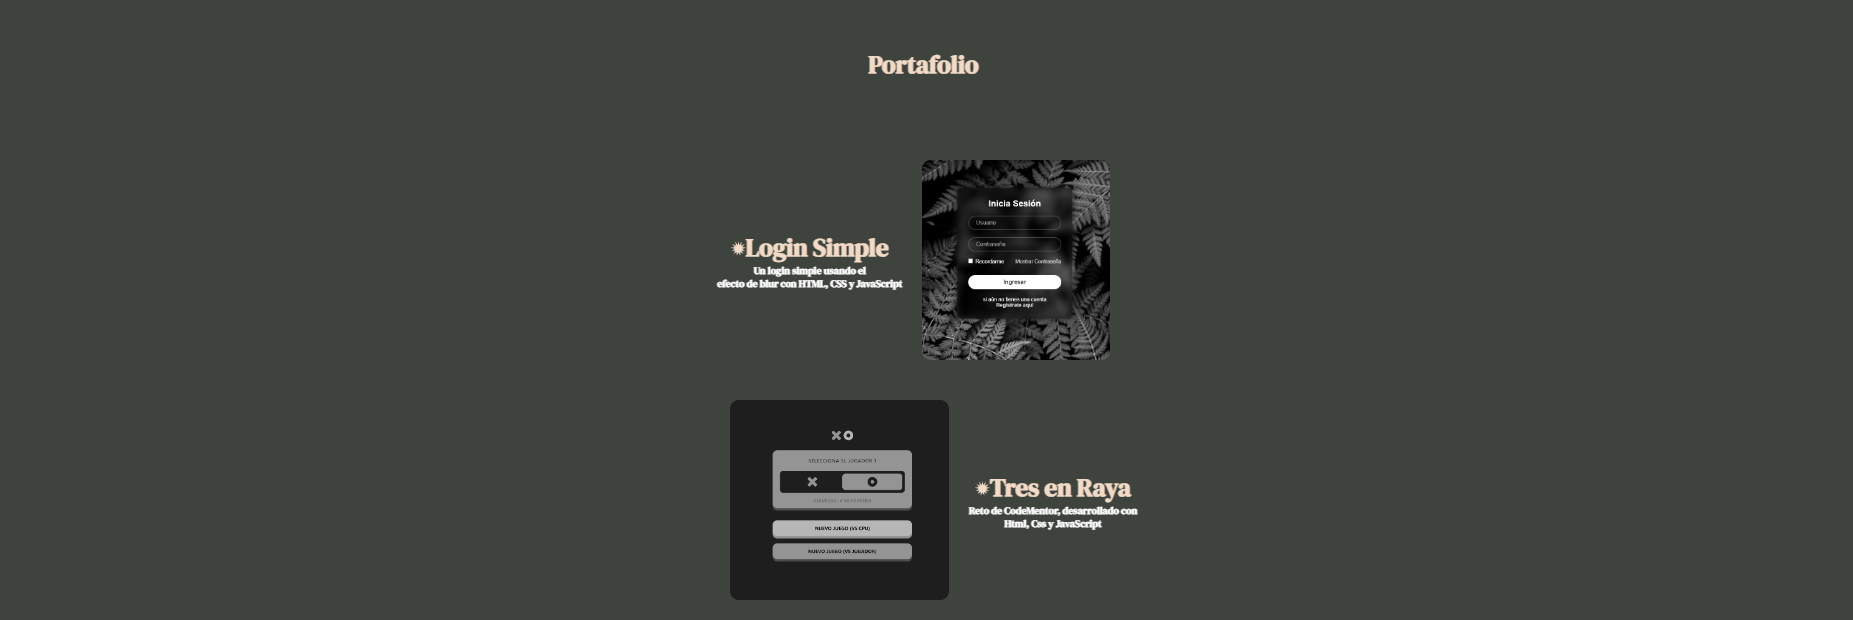 Portafolio
Login Simple
Un login simple usando el
efecto de blur con HTML, CSS y JavaScript
Inicia Sesión
Usuario
Contraseña
Recordarme Mostrar Contraseña
Ingresar
si aún no tienes una cuenta
Registrate aquí
XO
SELECCIONA EL JUGADOR 1
X O
NUEVO JUEGO (VS CPU)
NUEVO JUEGO (VS JUGADOR)
Tres en Raya
Reto de CodeMentor, desarrollado con
Html, Css y JavaScript